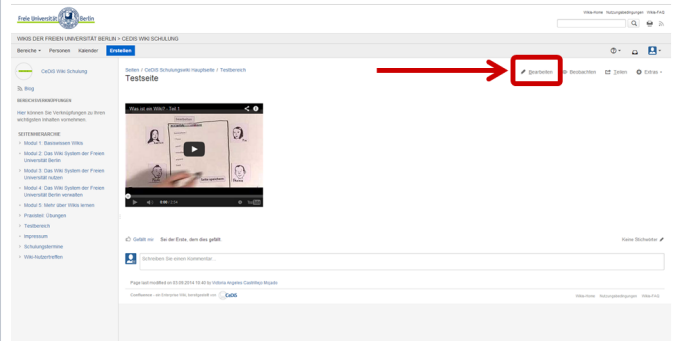 Freie Universität Berlin
Wikis-Home Nutzungsbedingungen Wikis-FAQ
WIKIS DER FREIEN UNIVERSITÄT BERLIN > CEDIS WIKI SCHULUNG
Bereiche Personen Kalender Erstellen
CeDiS Wiki Schulung
Blog
BEREICHSVERKNÜPFUNGEN
Hier können Sie Verknüpfungen zu Ihren
wichtigsten Inhalten vornehmen.
SEITENHIERARCHIE
Modul 1: Basiswissen Wikis
Modul 2: Das Wiki System der Freien
Universität Berlin
Modul 3: Das Wiki System der Freien
Universität nutzen
Modul 4: Das Wiki System der Freien
Universität Berlin verwalten
Modul 5: Mehr über Wikis lernen
Praxisteil: Übungen
Testbereich
Impressum
Schulungstermine
Wiki-Nutzertreffen
Seiten / CeDiS Schulungswiki Hauptseite / Testbereich
Testseite
Bearbeiten Beobachten Teilen Extras
Was ist ein Wiki? - Teil 1
0:00
Gefällt mir Sei der Erste, dem dies gefällt.
Keine Stichwörter
Schreiben Sie einen Kommentar...
CeDiS
Wikis-Home Nutzungsbedingungen Wikis-FAQ